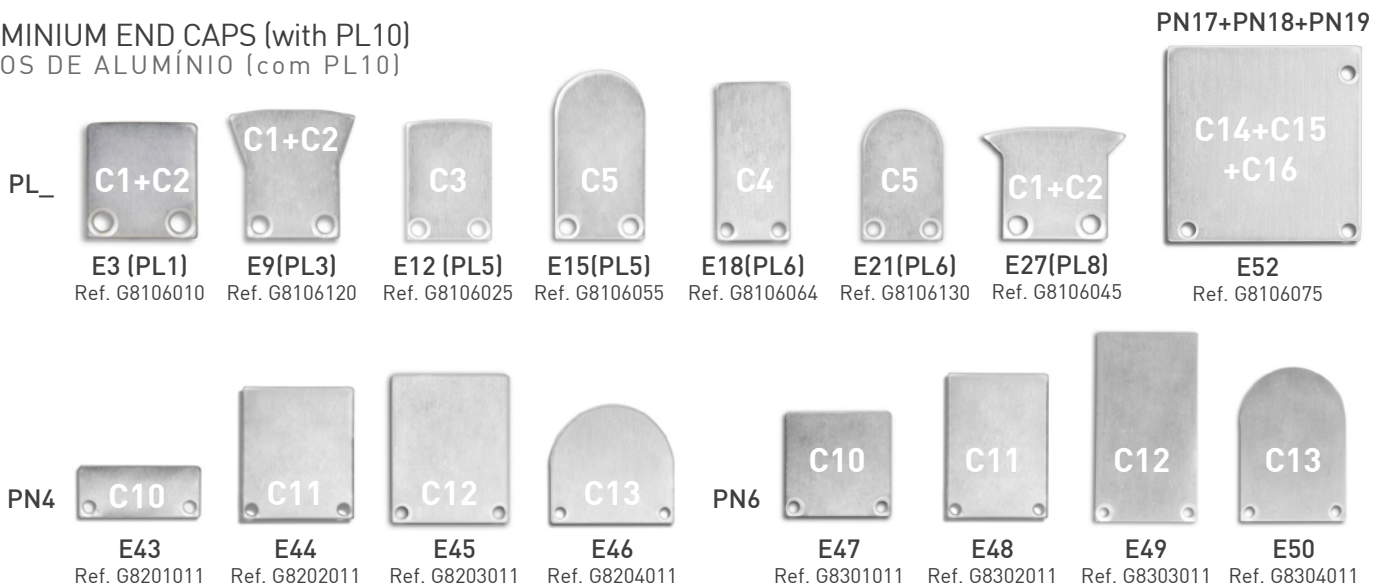 MINIUM END CAPS (with PL10)
OS DE ALUMÍNIO (com PL10)
PN17+PN18+PN19
PL_
C1+C2
C1+C2
C3
C5
C4
C5
C1+C2
C14+C15
+C16
E3 (PL1)
Ref. G8106010
E9(PL3)
Ref. G8106120
E12 (PL5)
Ref. G8106025
E15(PL5)
Ref. G8106055
E18(PL6)
Ref. G8106064
E21(PL6)
Ref. G8106130
E27(PL8)
Ref. G8106045
E52
Ref. G8106075
PN4
C10
C11
C12
C13
PN6
C10
C11
C12
C13
E43
Ref. G8201011
E44
Ref. G8202011
E45
Ref. G8203011
E46
Ref. G8204011
E47
Ref. G8301011
E48
Ref. G8302011
E49
Ref. G8303011
E50
Ref. G8304011